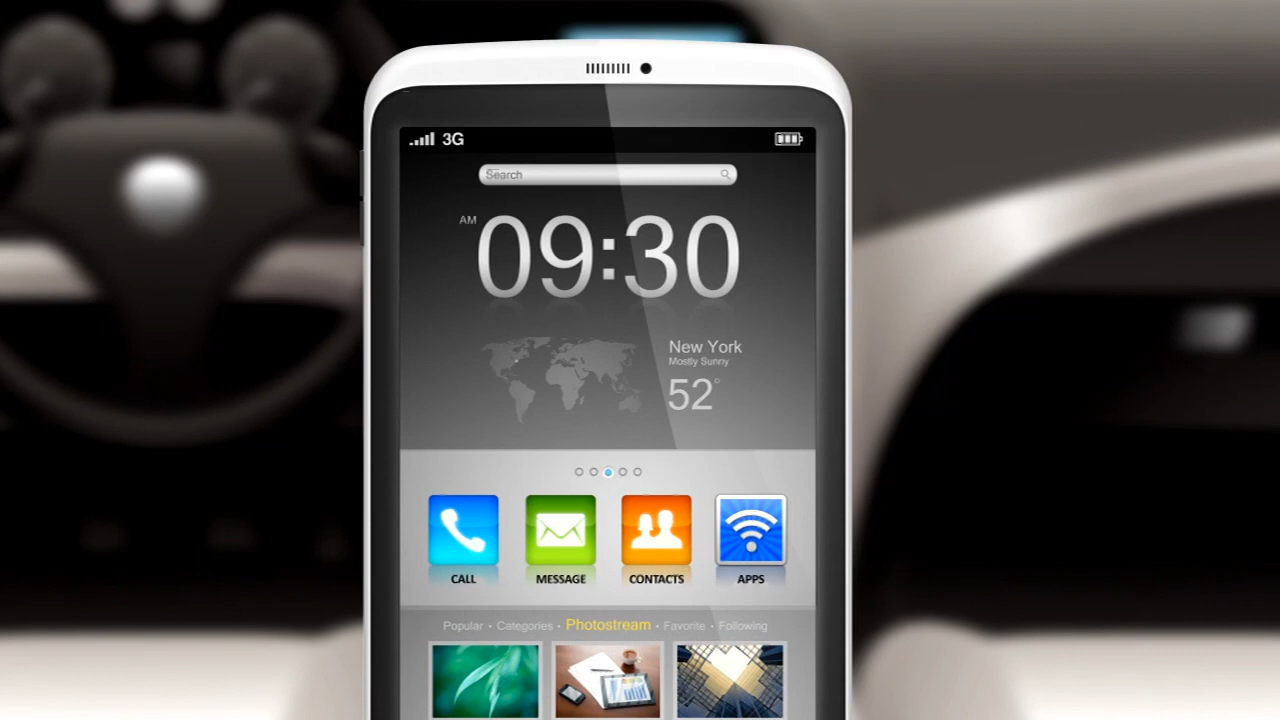 3G
Search
AM
09:30
New York
Mostly Sunny
52°
CALL MESSAGE CONTACTS APPS
Popular • Categories • Photostream • Favorite • Following